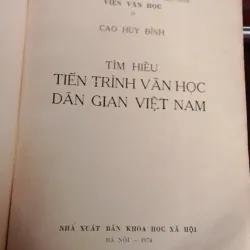 VIỆN VĂN HỌC
CAO HUY ĐỈNH
TÌM HIỂU
TIẾN TRÌNH VĂN HỌC
DÂN GIAN VIỆT NAM
NHÀ XUẤT BẢN KHOA HỌC XÃ HỘI
HÀ NỘI — 1974